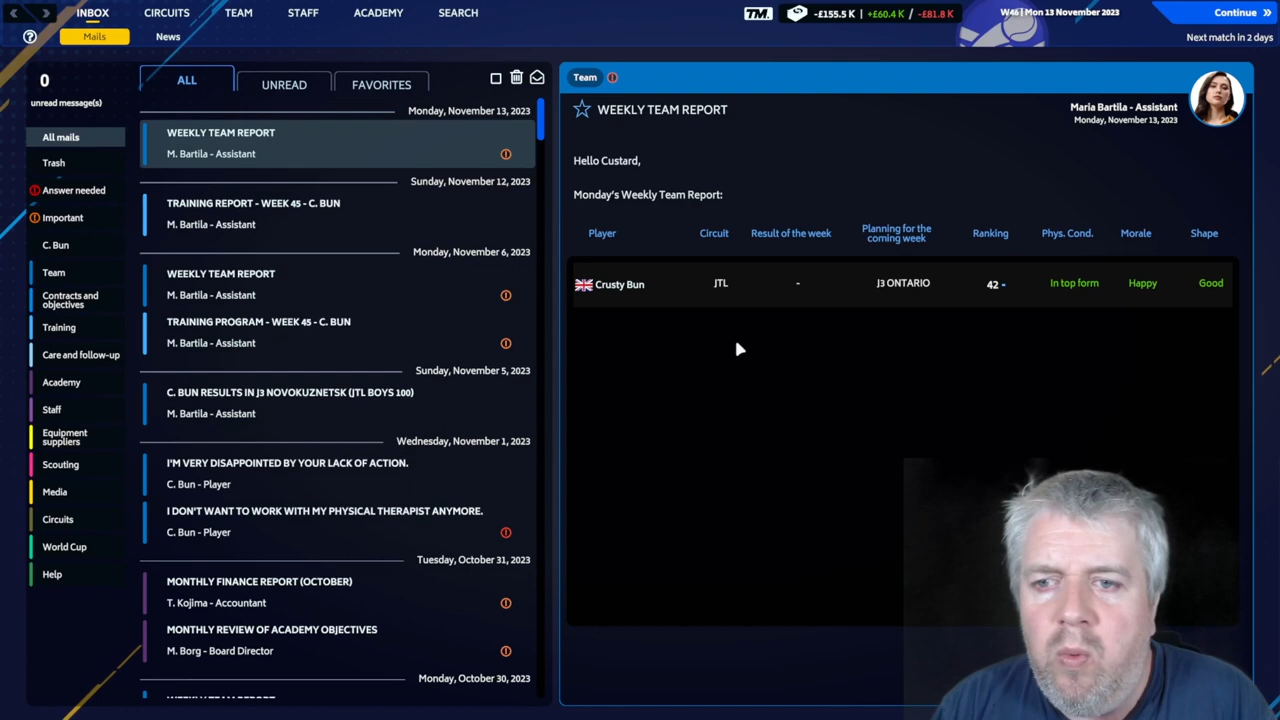 INBOX
CIRCUITS
TEAM
STAFF
ACADEMY
SEARCH
TM.
-£155.5 K | +£60.4 K / -£81.8 K
W46 | Mon 13 November 2023
Continue
Mails
News
Next match in 2 days
0
unread message(s)
All mails
Trash
Answer needed
Important
C. Bun
Team
Contracts and
objectives
Training
Care and follow-up
Academy
Staff
Equipment
suppliers
Scouting
Media
Circuits
World Cup
Help
ALL
UNREAD
FAVORITES
Monday, November 13, 2023
WEEKLY TEAM REPORT
M. Bartila - Assistant
Sunday, November 12, 2023
TRAINING REPORT - WEEK 45 - C. BUN
M. Bartila - Assistant
Monday, November 6, 2023
WEEKLY TEAM REPORT
M. Bartila - Assistant
TRAINING PROGRAM - WEEK 45 - C. BUN
M. Bartila - Assistant
Sunday, November 5, 2023
C. BUN RESULTS IN J3 NOVOKUZNETSK (JTL BOYS 100)
M. Bartila - Assistant
Wednesday, November 1, 2023
I'M VERY DISAPPOINTED BY YOUR LACK OF ACTION.
C. Bun - Player
I DON'T WANT TO WORK WITH MY PHYSICAL THERAPIST ANYMORE.
C. Bun - Player
Tuesday, October 31, 2023
MONTHLY FINANCE REPORT (OCTOBER)
T. Kojima - Accountant
MONTHLY REVIEW OF ACADEMY OBJECTIVES
M. Borg - Board Director
Monday, October 30, 2023
Team
WEEKLY TEAM REPORT
Maria Bartila - Assistant
Monday, November 13, 2023
Hello Custard,
Monday's Weekly Team Report:
Player
Circuit
Result of the week
Planning for the
coming week
Ranking
Phys. Cond.
Morale
Shape
Crusty Bun
JTL
-
J3 ONTARIO
42 -
In top form
Happy
Good